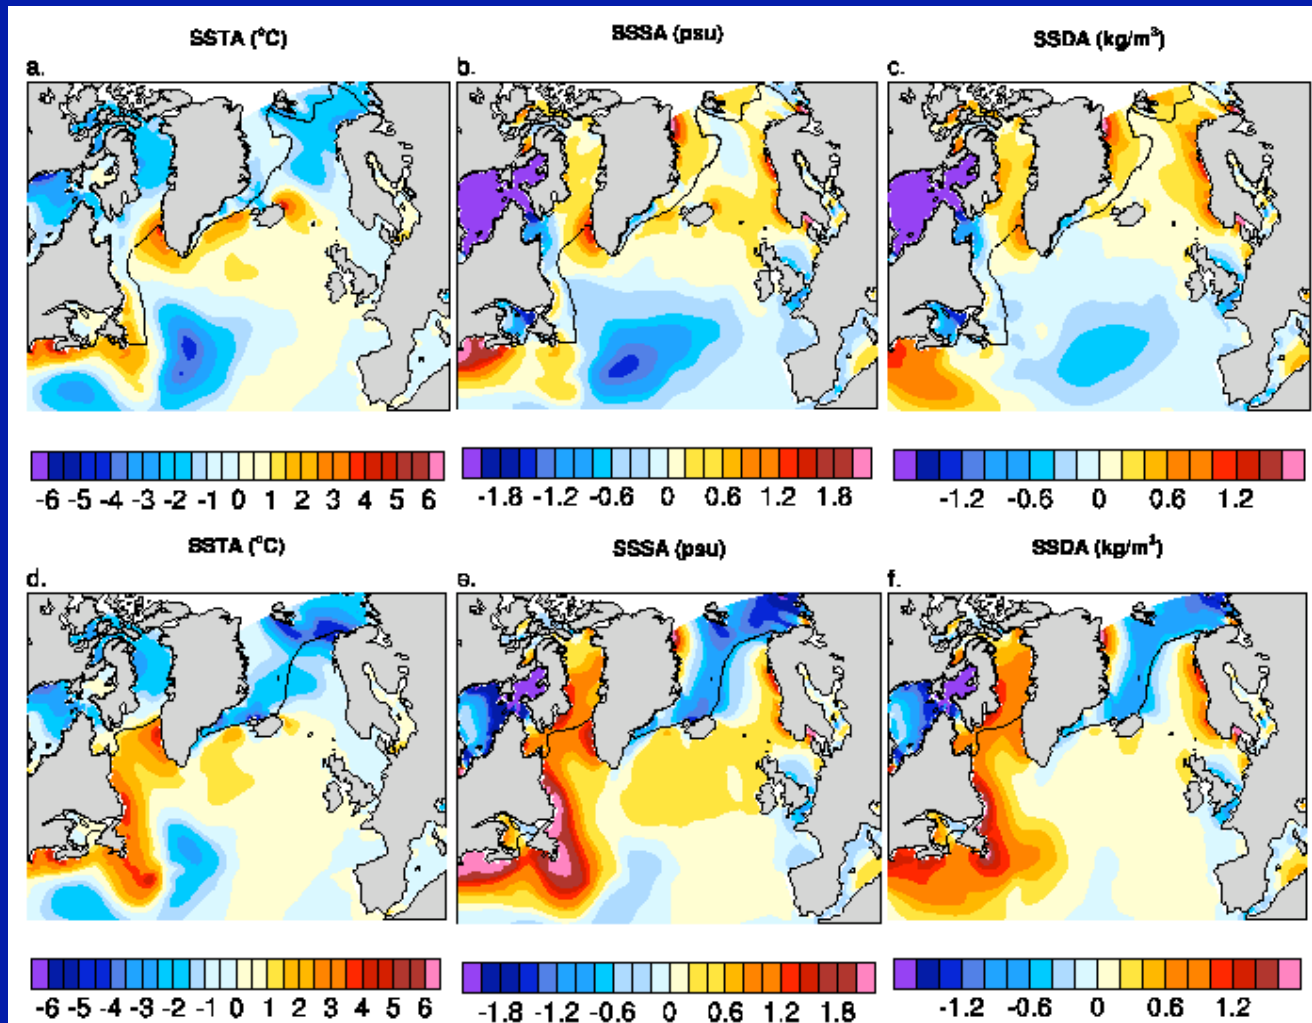 SSTA (°C)
SSSA (psu)
SSDA (kg/m³)
a.
b.
c.
-6 -5 -4 -3 -2 -1 0 1 2 3 4 5 6
-1.8 -1.2 -0.6 0 0.6 1.2 1.8
-1.2 -0.6 0 0.6 1.2
SSTA (°C)
SSSA (psu)
SSDA (kg/m³)
d.
e.
f.
-6 -5 -4 -3 -2 -1 0 1 2 3 4 5 6
-1.8 -1.2 -0.6 0 0.6 1.2 1.8
-1.2 -0.6 0 0.6 1.2